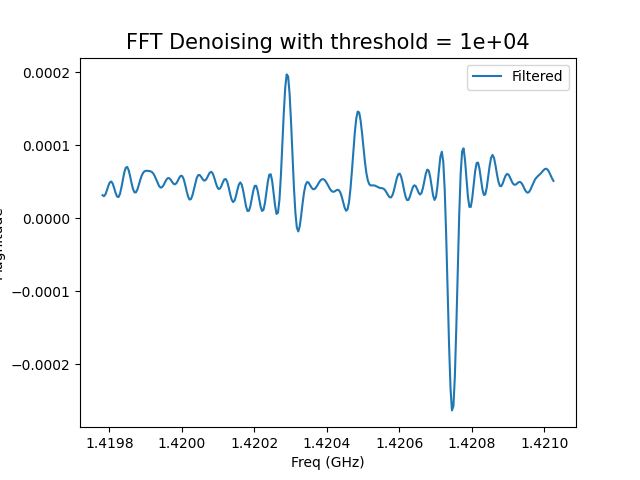 FFT Denoising with threshold = 1e+04
Filtered
0.0002
0.0001
0.0000
−0.0001
−0.0002
1.4198 1.4200 1.4202 1.4204 1.4206 1.4208 1.4210
Freq (GHz)